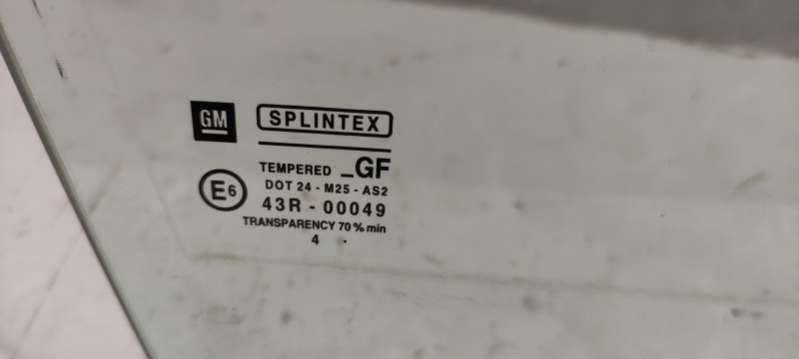 GM
SPLINTEX
TEMPERED _GF
DOT 24 - M25 - AS2
E6
43R - 00049
TRANSPARENCY 70% min
4